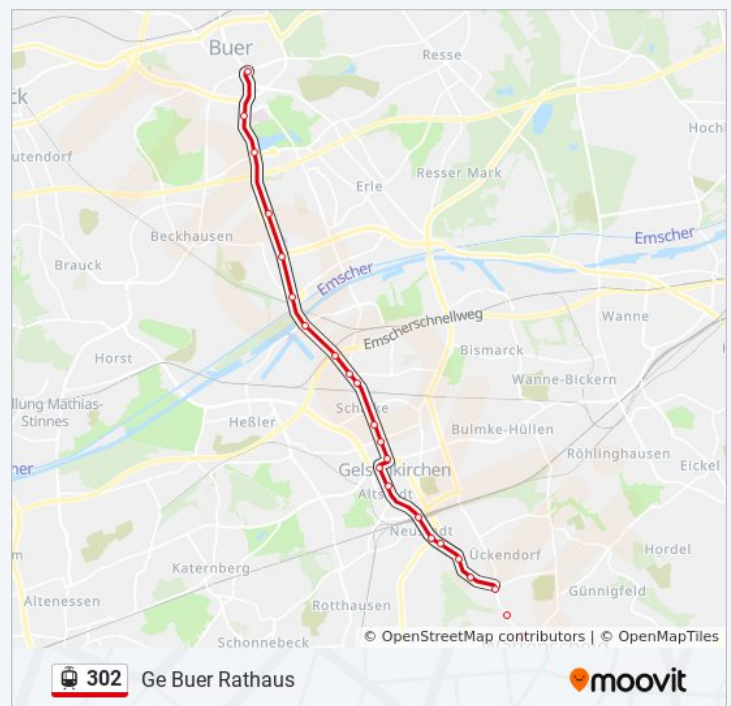 Buer
Resse
ck
Hochl
utendorf
Resser Mark
Erle
Beckhausen
Emscher
Brauck
Emscher
Wanne
Emscherschnellweg
Horst
Bismarck
Wanne-Bickern
llung Mathias-
Stinnes
Heßler
Bulmke-Hüllen
Röhlinghausen
Eickel
her
Neustadt
Ückendorf
Hordel
m
Katernberg
Günnigfeld
Altenessen
Rotthausen
© OpenStreetMap contributors | © OpenMapTiles
Schonnebeck
302 Ge Buer Rathaus
moovit